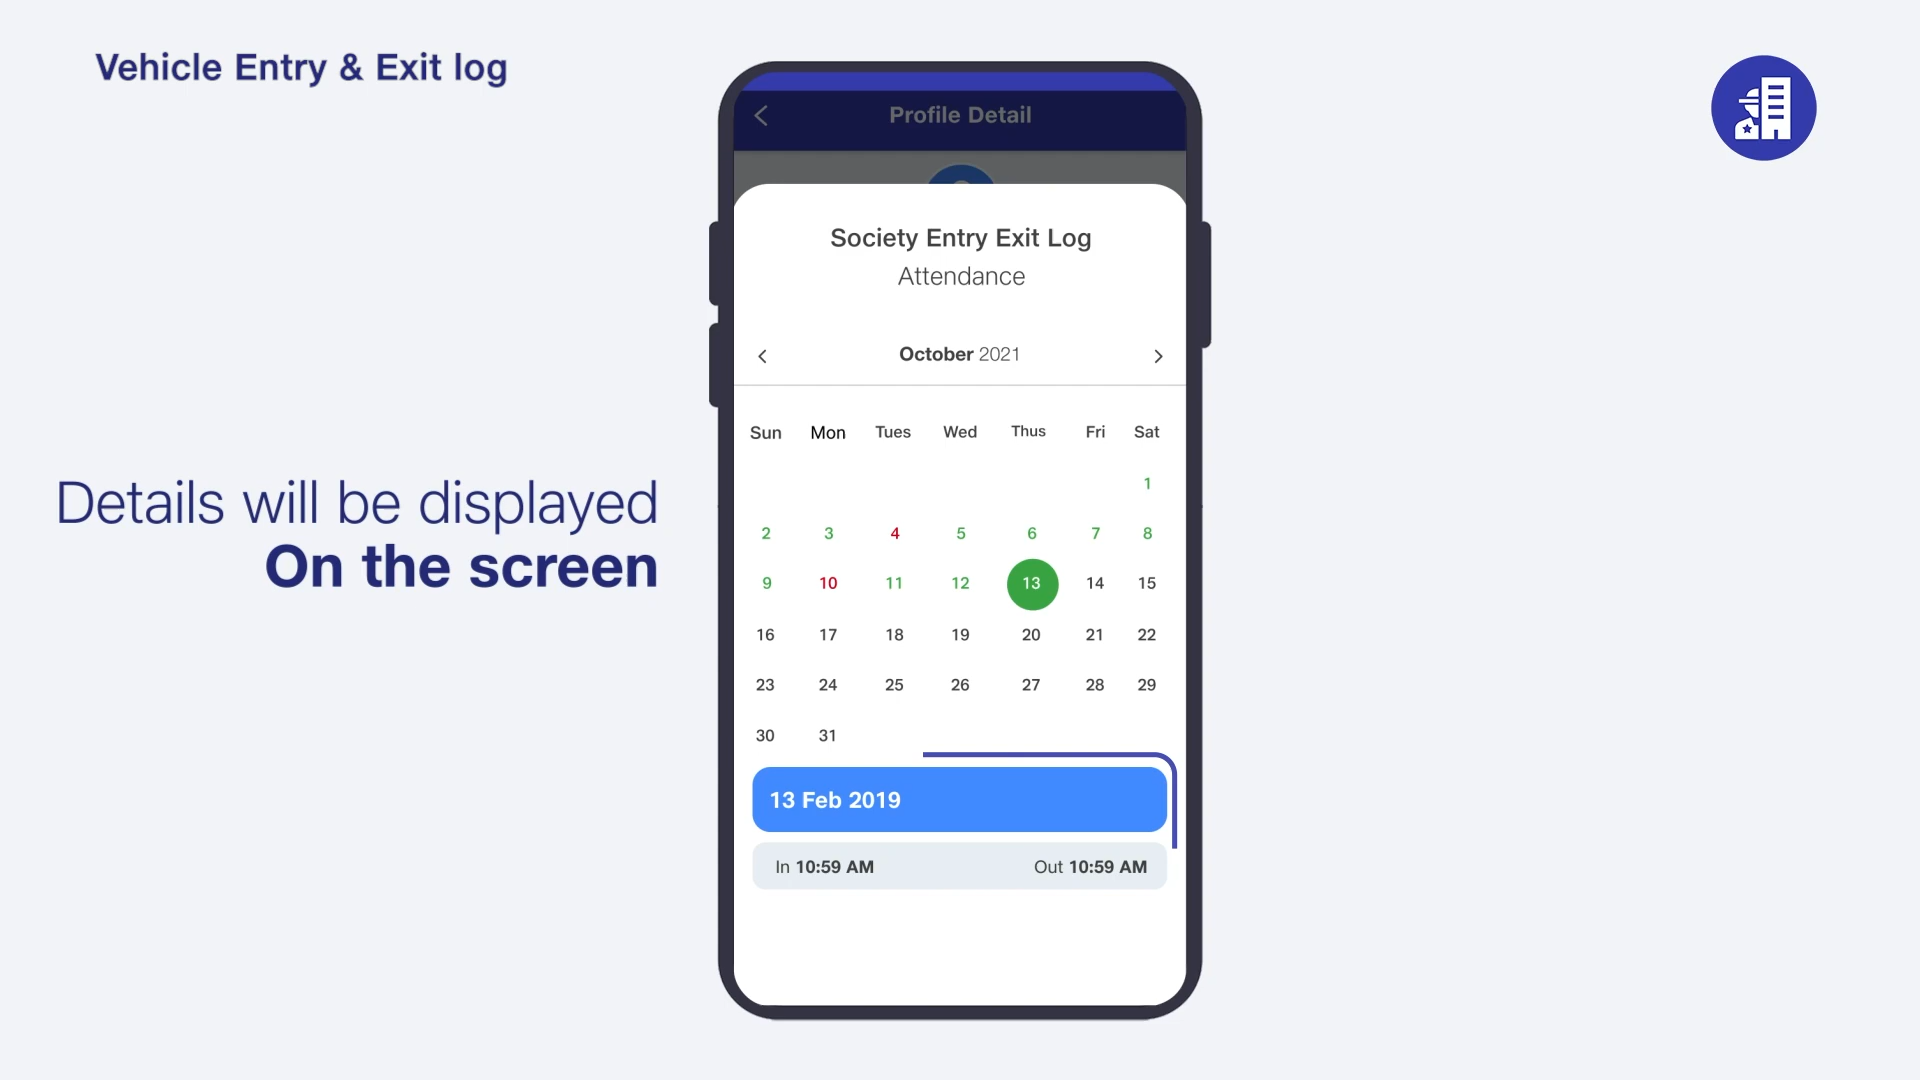 Vehicle Entry & Exit log
Details will be displayed
On the screen
Profile Detail
Society Entry Exit Log
Attendance
October 2021
Sun Mon Tues Wed Thus Fri Sat
1
2 3 4 5 6 7 8
9 10 11 12 13 14 15
16 17 18 19 20 21 22
23 24 25 26 27 28 29
30 31
13 Feb 2019
In 10:59 AM Out 10:59 AM